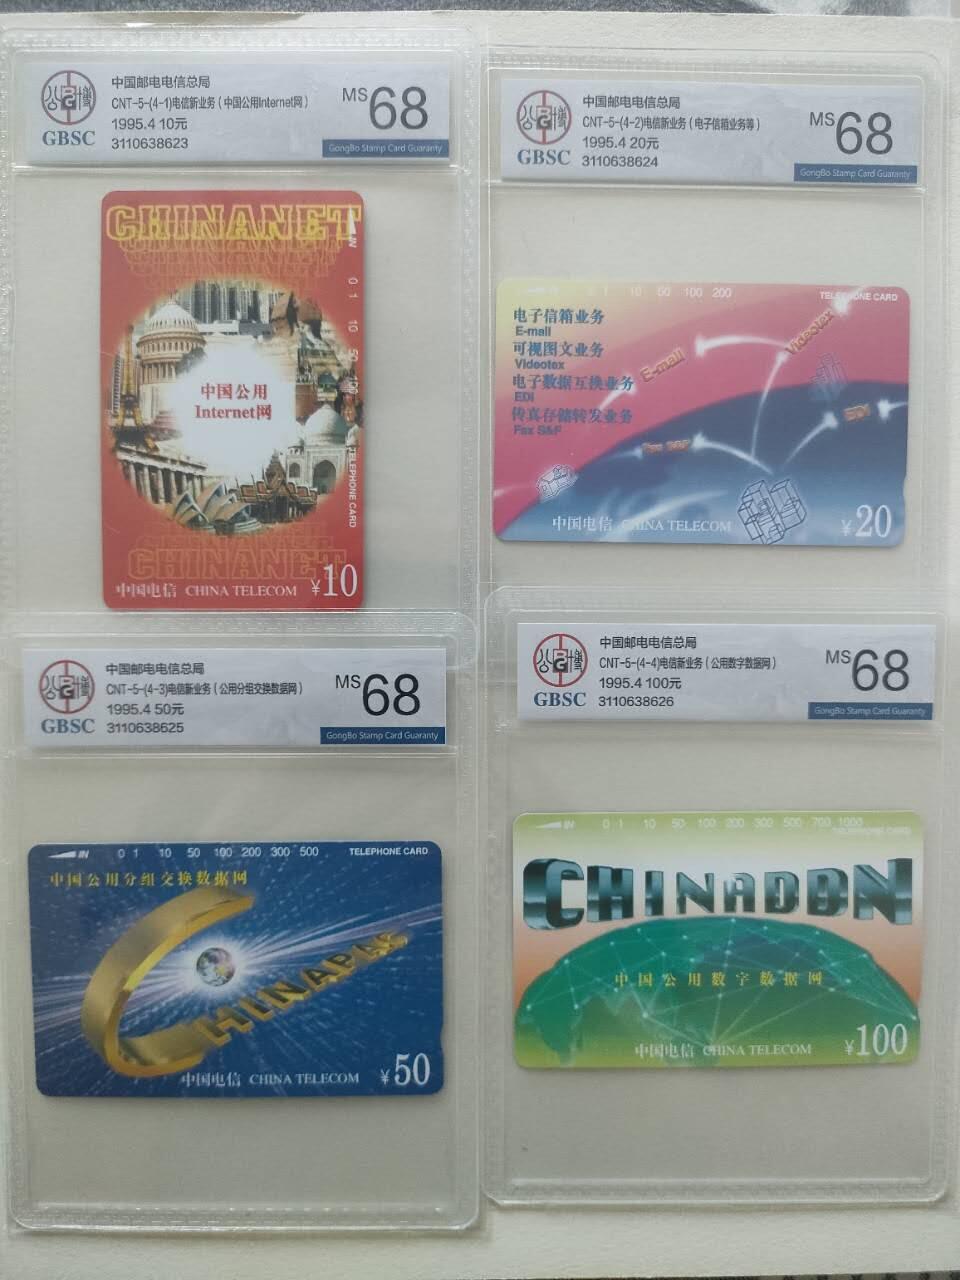 中国邮电电信总局
CNT-5-(4-1)电信新业务(中国公用Internet网)
1995.4 10元
3110638623
GBSC
MS 68
GongBo Stamp Card Guaranty
CHINANET
IN
0 1 10 50 100
中国公用
Internet网
TELEPHONE CARD
CHINANET
中国电信 CHINA TELECOM ¥10
中国邮电电信总局
CNT-5-(4-2)电信新业务(电子信箱业务等)
1995.4 20元
3110638624
GBSC
MS 68
GongBo Stamp Card Guaranty
IN 0 1 10 50 100 200
TELEPHONE CARD
电子信箱业务
E-mail
可视图文业务
Videotex
电子数据互换业务
EDI
传真存储转发业务
Fax S&F
E-mail
Videotex
Fax S&F
EDI
中国电信 CHINA TELECOM ¥20
中国邮电电信总局
CNT-5-(4-3)电信新业务(公用分组交换数据网)
1995.4 50元
3110638625
GBSC
MS 68
GongBo Stamp Card Guaranty
IN 0 1 10 50 100 200 300 500 TELEPHONE CARD
中国公用分组交换数据网
CHINAPAC
中国电信 CHINA TELECOM ¥50
中国邮电电信总局
CNT-5-(4-4)电信新业务(公用数字数据网)
1995.4 100元
3110638626
GBSC
MS 68
GongBo Stamp Card Guaranty
IN 0 1 10 50 100 200 300 500 700 1000
TELEPHONE CARD
CHINADDN
中国公用数字数据网
中国电信 CHINA TELECOM ¥100